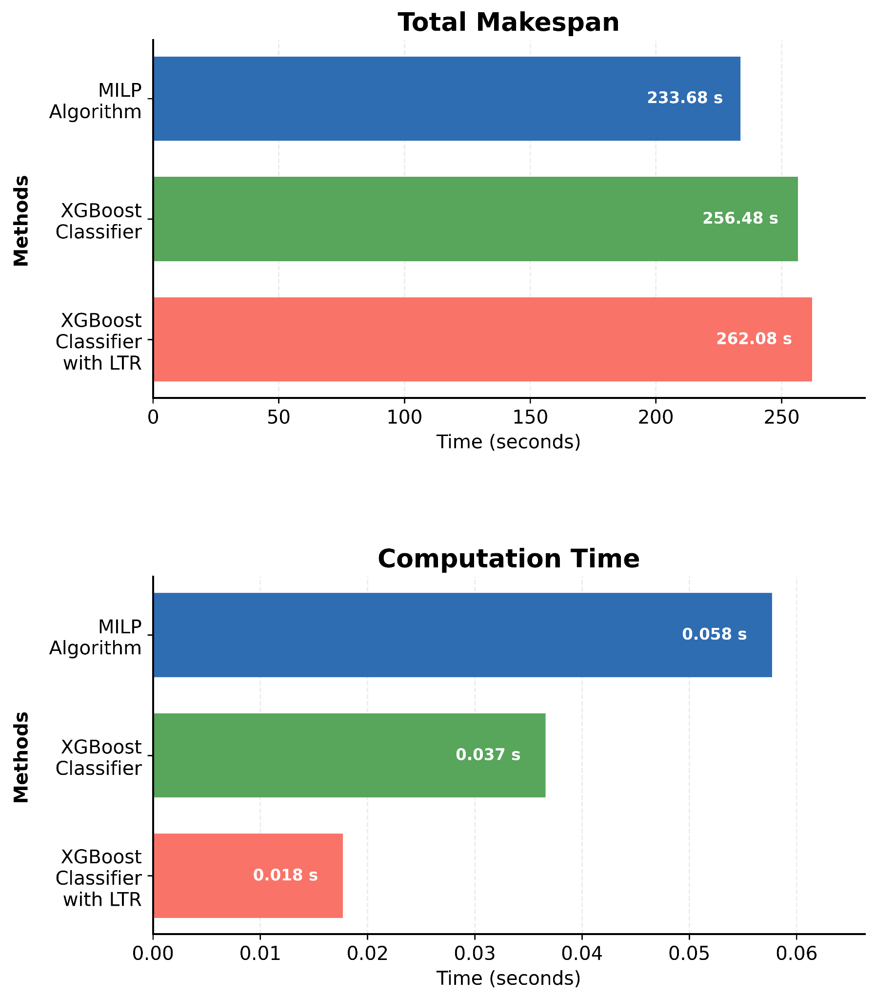 Total Makespan
Methods
MILP
Algorithm
233.68 s
XGBoost
Classifier
256.48 s
XGBoost
Classifier
with LTR
262.08 s
0 50 100 150 200 250
Time (seconds)
Computation Time
Methods
MILP
Algorithm
0.058 s
XGBoost
Classifier
0.037 s
XGBoost
Classifier
with LTR
0.018 s
0.00 0.01 0.02 0.03 0.04 0.05 0.06
Time (seconds)